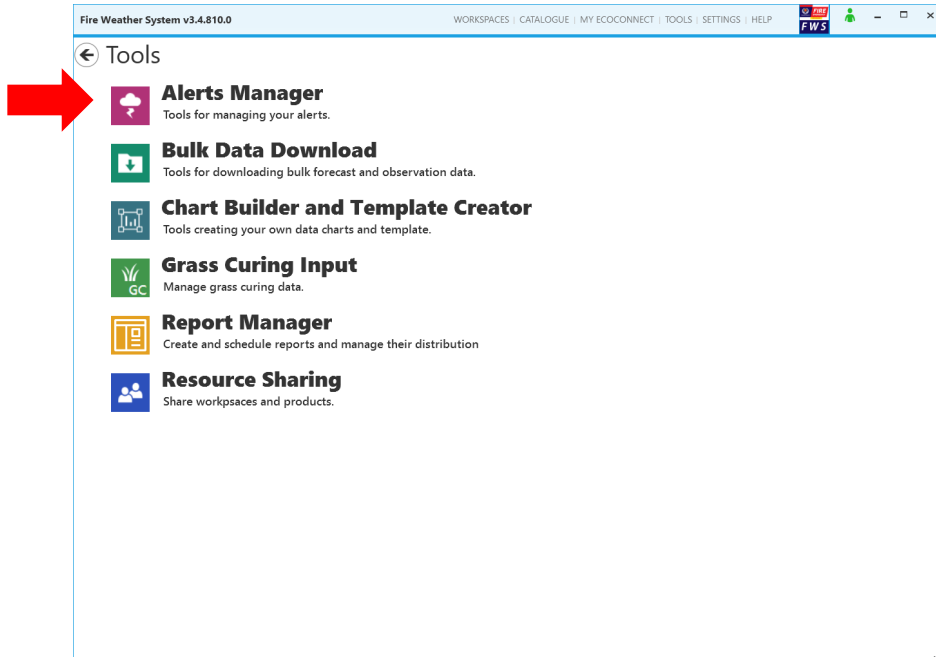 Fire Weather System v3.4.810.0
WORKSPACES | CATALOGUE | MY ECOCONNECT | TOOLS | SETTINGS | HELP
FIRE
FWS
Tools
Alerts Manager
Tools for managing your alerts.
Bulk Data Download
Tools for downloading bulk forecast and observation data.
Chart Builder and Template Creator
Tools creating your own data charts and template.
Grass Curing Input
GC
Manage grass curing data.
Report Manager
Create and schedule reports and manage their distribution
Resource Sharing
Share workpsaces and products.